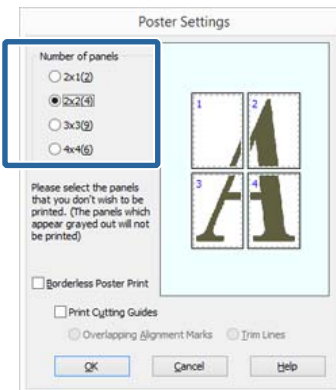 Poster Settings
Number of panels
2x1(2)
2x2(4)
3x3(9)
4x4(6)
1
2
3
4
Please select the panels
that you don't wish to be
printed. (The panels which
appear grayed out will not
be printed)
Borderless Poster Print
Print Cutting Guides
Overlapping Alignment Marks
Trim Lines
OK
Cancel
Help